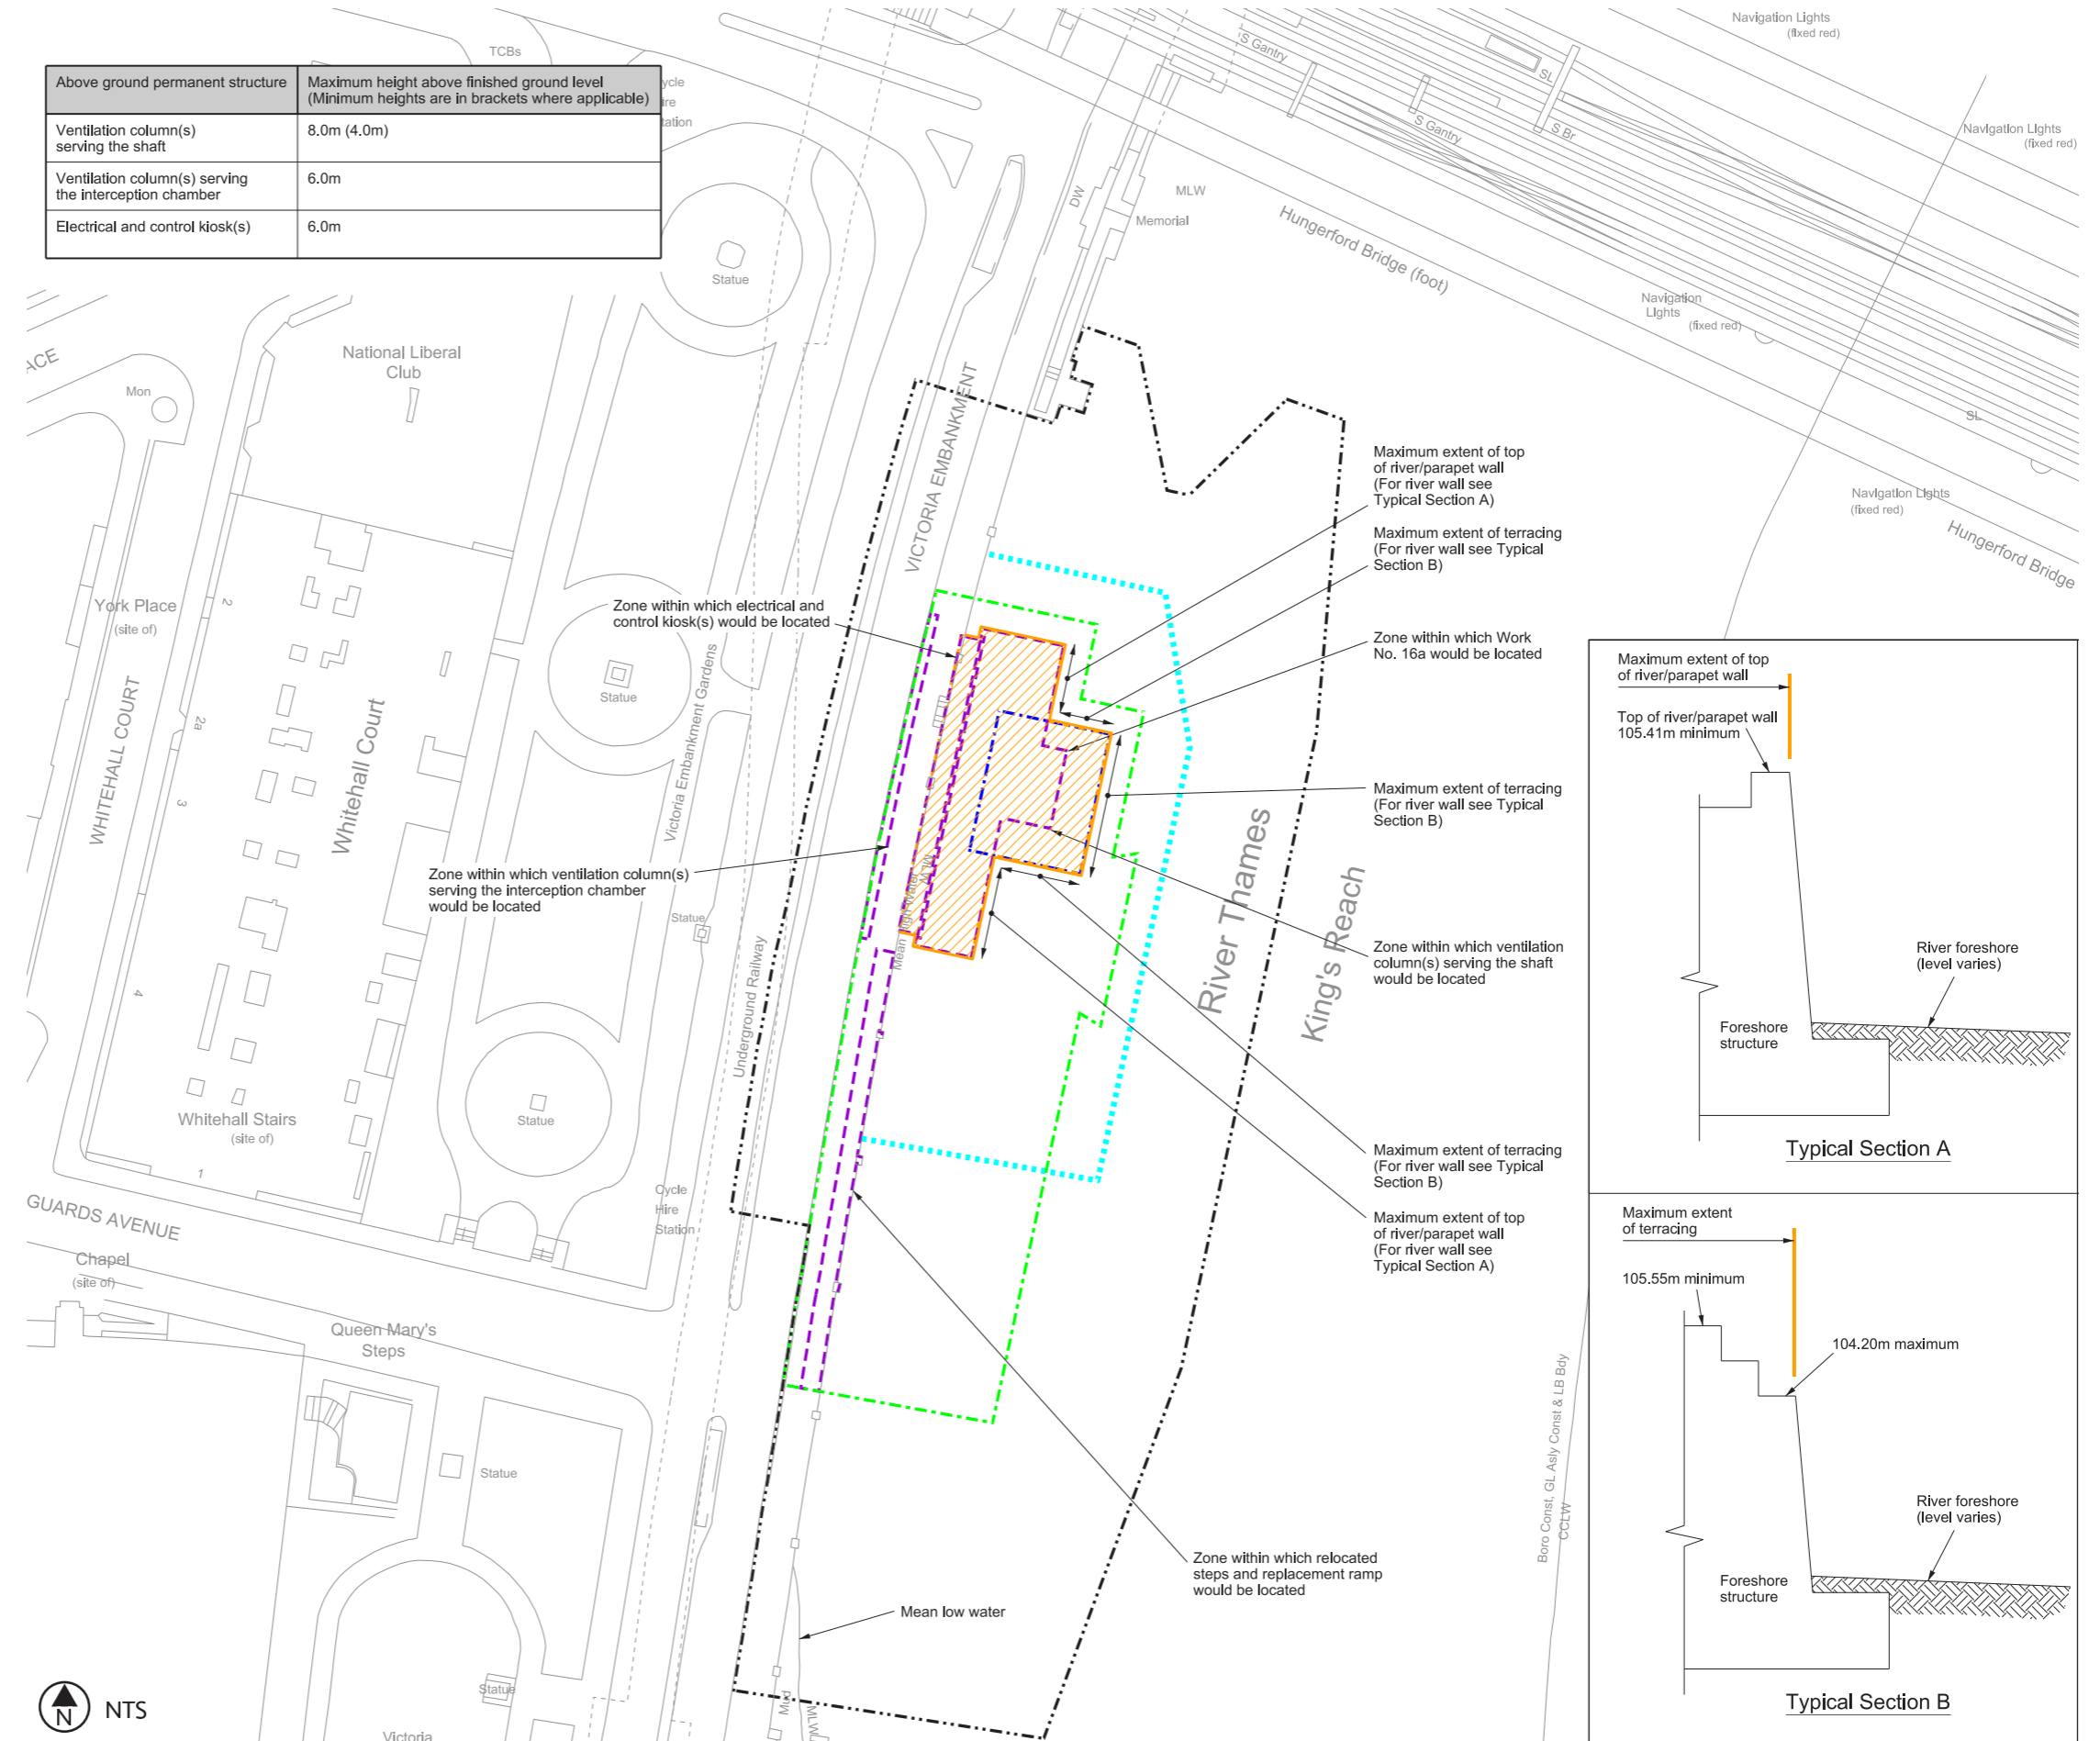 Above ground permanent structure
Maximum height above finished ground level
(Minimum heights are in brackets where applicable)
Ventilation column(s)
serving the shaft
8.0m (4.0m)
Ventilation column(s) serving
the interception chamber
6.0m
Electrical and control kiosk(s)
6.0m
TCBs
Statue
National Liberal
Club
Mon
York Place
(site of)
WHITEHALL COURT
2
2a
3
4
1
Whitehall Court
Whitehall Stairs
(site of)
GUARDS AVENUE
Chapel
(site of)
Queen Mary's
Steps
Statue
Statue
Statue
Statue
Statue
Victoria
Cycle
Hire
Station
Victoria Embankment Gardens
Underground Railway
VICTORIA EMBANKMENT
DW
MLW
Memorial
S Gantry
S Gantry
SL
S Br
SL
Hungerford Bridge (foot)
Hungerford Bridge
Navigation Lights
(fixed red)
Navigation Lights
(fixed red)
Navigation
Lights
(fixed red)
Navigation Lights
(fixed red)
Zone within which electrical and
control kiosk(s) would be located
Zone within which ventilation column(s)
serving the interception chamber
would be located
Mean High Water
MLW
Maximum extent of top
of river/parapet wall
(For river wall see
Typical Section A)
Maximum extent of terracing
(For river wall see Typical
Section B)
Zone within which Work
No. 16a would be located
Maximum extent of terracing
(For river wall see Typical
Section B)
Zone within which ventilation
column(s) serving the shaft
would be located
Maximum extent of terracing
(For river wall see Typical
Section B)
Maximum extent of top
of river/parapet wall
(For river wall see
Typical Section A)
Zone within which relocated
steps and replacement ramp
would be located
Mean low water
River Thames
King's Reach
Mud
MLW
Boro Const, GL Asly Const & LB Bdy
CCLW
Maximum extent of top
of river/parapet wall
Top of river/parapet wall
105.41m minimum
River foreshore
(level varies)
Foreshore
structure
Typical Section A
Maximum extent
of terracing
105.55m minimum
104.20m maximum
River foreshore
(level varies)
Foreshore
structure
Typical Section B
N
NTS